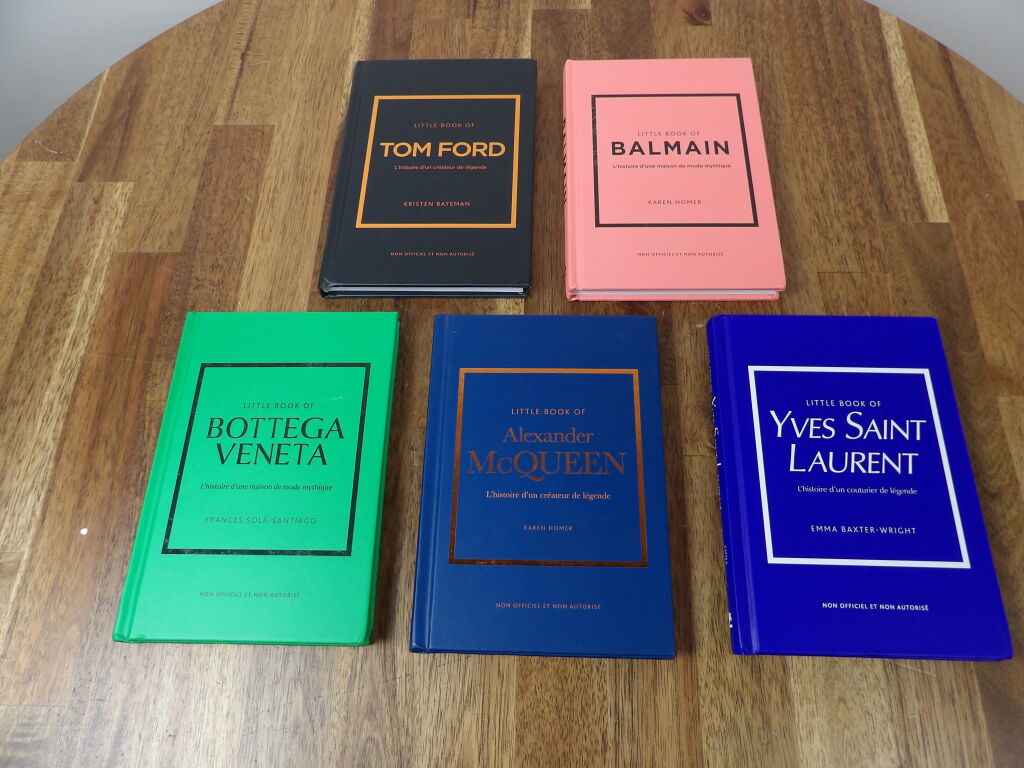 LITTLE BOOK OF
TOM FORD
L'histoire d'un créateur de légende
KRISTEN BATEMAN
NON OFFICIEL ET NON AUTORISÉ
LITTLE BOOK OF
BALMAIN
L'histoire d'une maison de mode mythique
KAREN HOMER
NON OFFICIEL ET NON AUTORISÉ
LITTLE BOOK OF
BOTTEGA
VENETA
L'histoire d'une maison de mode mythique
FRANCES SOLÁ-SANTIAGO
NON OFFICIEL ET NON AUTORISÉ
LITTLE BOOK OF
Alexander
McQUEEN
L'histoire d'un créateur de légende
KAREN HOMER
NON OFFICIEL ET NON AUTORISÉ
LITTLE BOOK OF
YVES SAINT
LAURENT
L'histoire d'un couturier de légende
EMMA BAXTER-WRIGHT
NON OFFICIEL ET NON AUTORISÉ